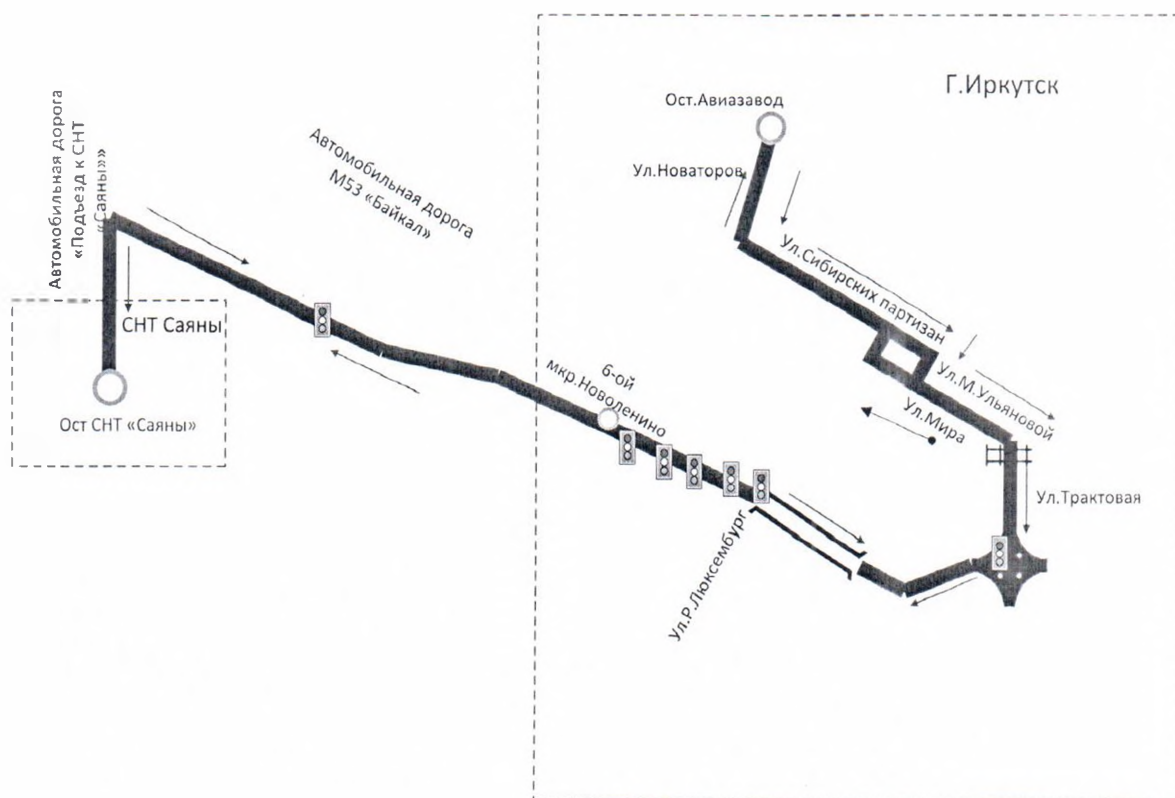 Г.Иркутск
Ост.Авиазавод
Ул.Новаторов
Автомобильная дорога
«Подъезд к СНТ
«Саяны»»
Автомобильная дорога
М53 «Байкал»
Ул.Сибирских партизан
СНТ Саяны
Ул.М.Ульяновой
6-ой
мкр.Новоленино
Ул.Мира
Ост СНТ «Саяны»
Ул.Трактовая
Ул.Р.Люксембург